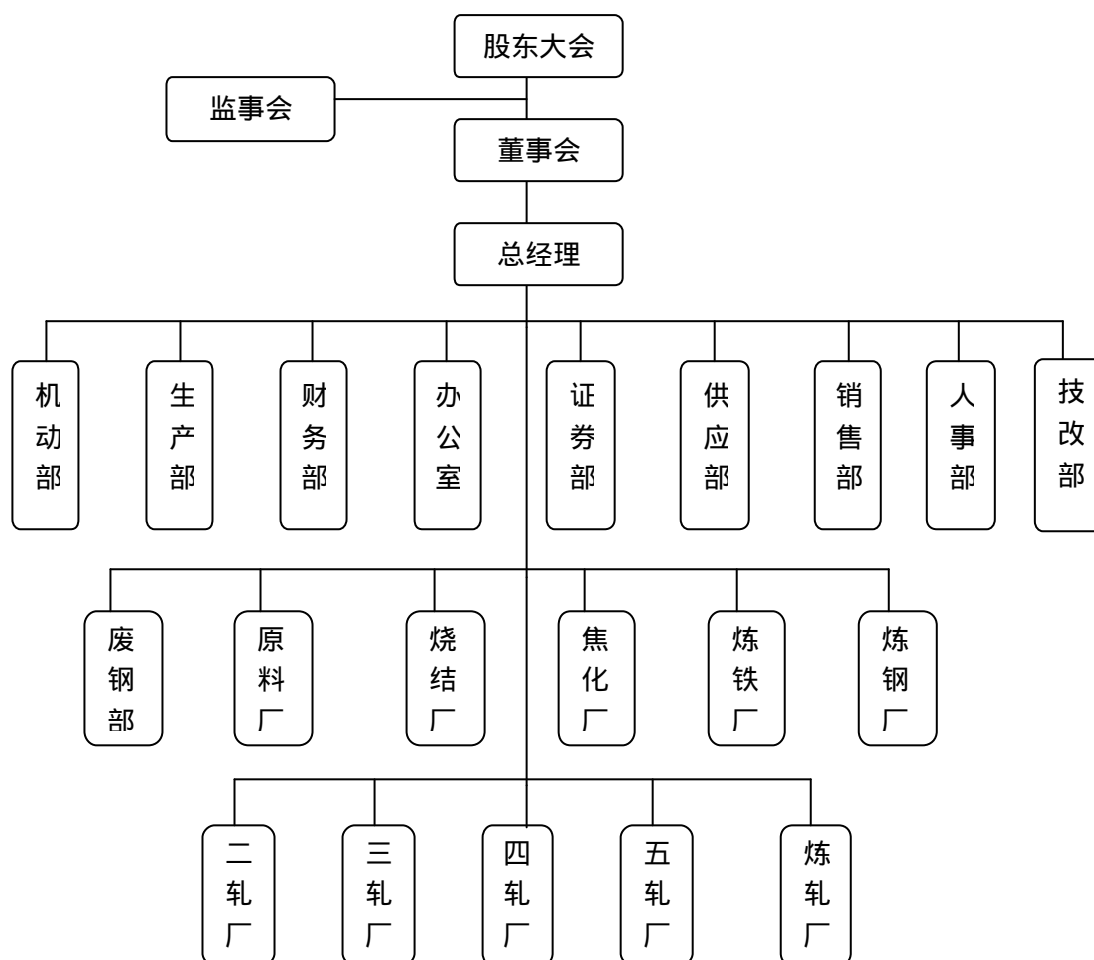 股东大会
监事会
董事会
总经理
机动部
生产部
财务部
办公室
证券部
供应部
销售部
人事部
技改部
废钢部
原料厂
烧结厂
焦化厂
炼铁厂
炼钢厂
二轧厂
三轧厂
四轧厂
五轧厂
炼轧厂